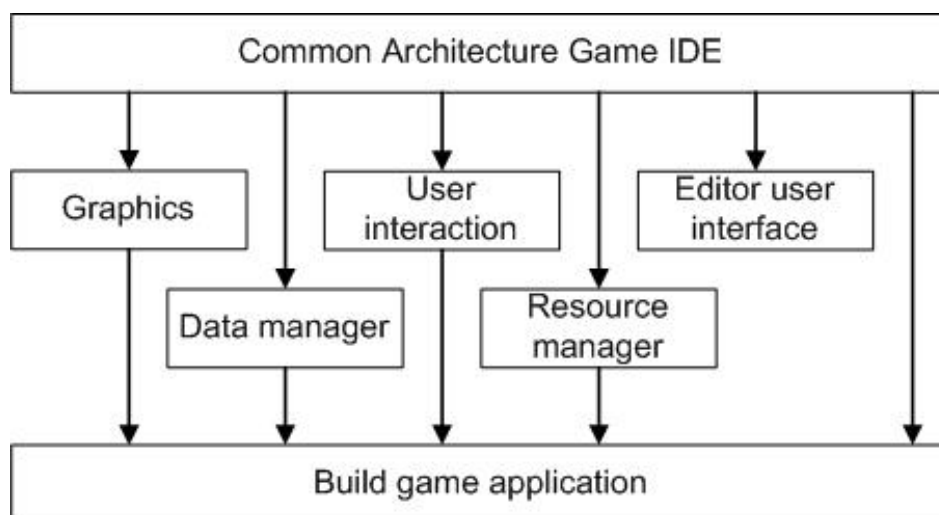 Common Architecture Game IDE
Graphics
User
interaction
Editor user
interface
Data manager
Resource
manager
Build game application